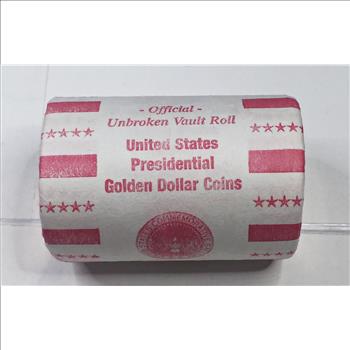 - Official -
Unbroken Vault Roll
United States
Presidential
Golden Dollar Coins